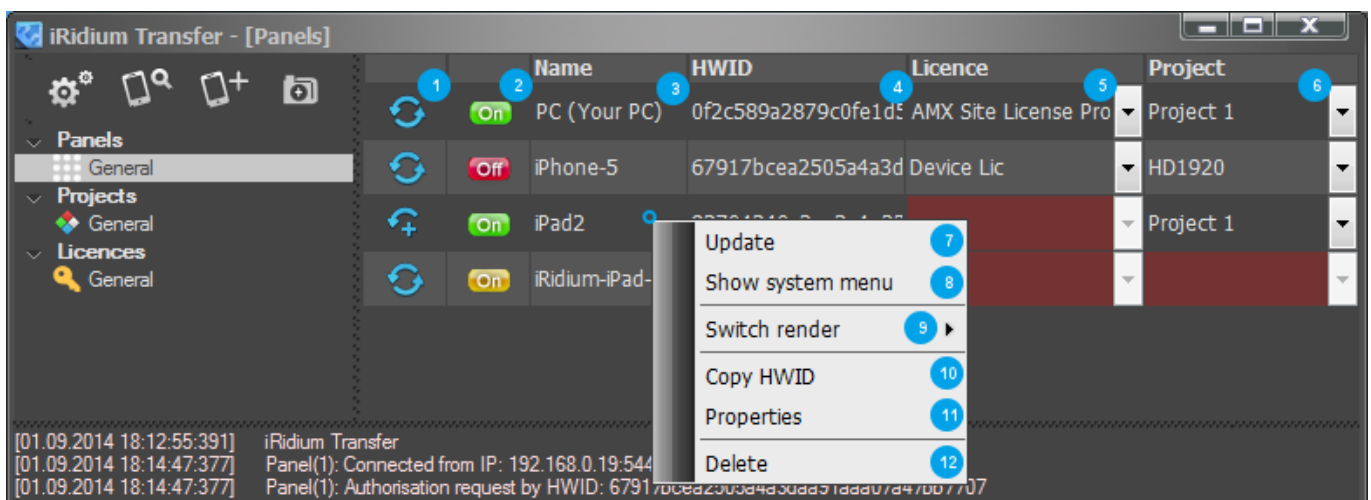 iRidium Transfer - [Panels]
Name HWID Licence Project
1 2 3 4 5 6
On PC (Your PC) 0f2c589a2879c0fe1d5 AMX Site License Pro Project 1
Panels
General
Off iPhone-5 67917bcea2505a4a3d Device Lic HD1920
Projects
General
On iPad2 Project 1
Licences
General
On iRidium-iPad-
Update 7
Show system menu 8
Switch render 9
Copy HWID 10
Properties 11
Delete 12
[01.09.2014 18:12:55:391] iRidium Transfer
[01.09.2014 18:14:47:377] Panel(1): Connected from IP: 192.168.0.19:544
[01.09.2014 18:14:47:377] Panel(1): Authorisation request by HWID: 67917bcea2505a4a3daa91aaa07a47bb7707